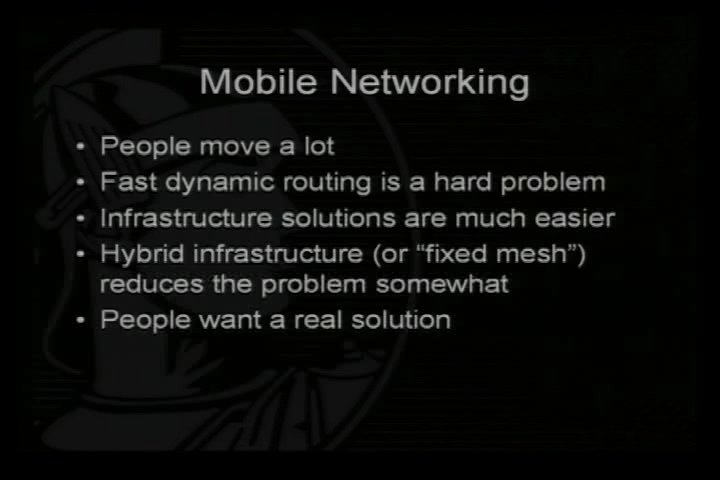 Mobile Networking
• People move a lot
• Fast dynamic routing is a hard problem
• Infrastructure solutions are much easier
• Hybrid infrastructure (or “fixed mesh”)
reduces the problem somewhat
• People want a real solution